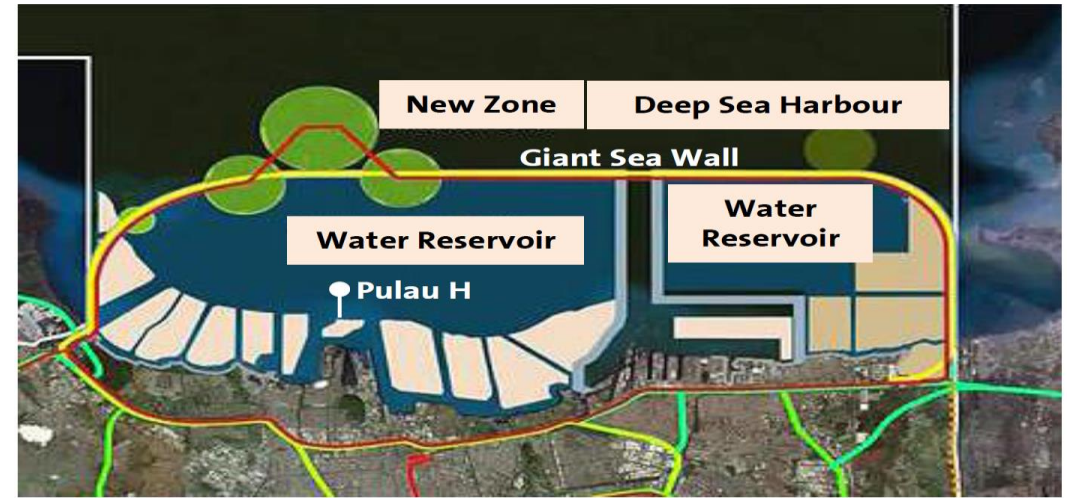 New Zone
Deep Sea Harbour
Giant Sea Wall
Water
Reservoir
Water Reservoir
Pulau H